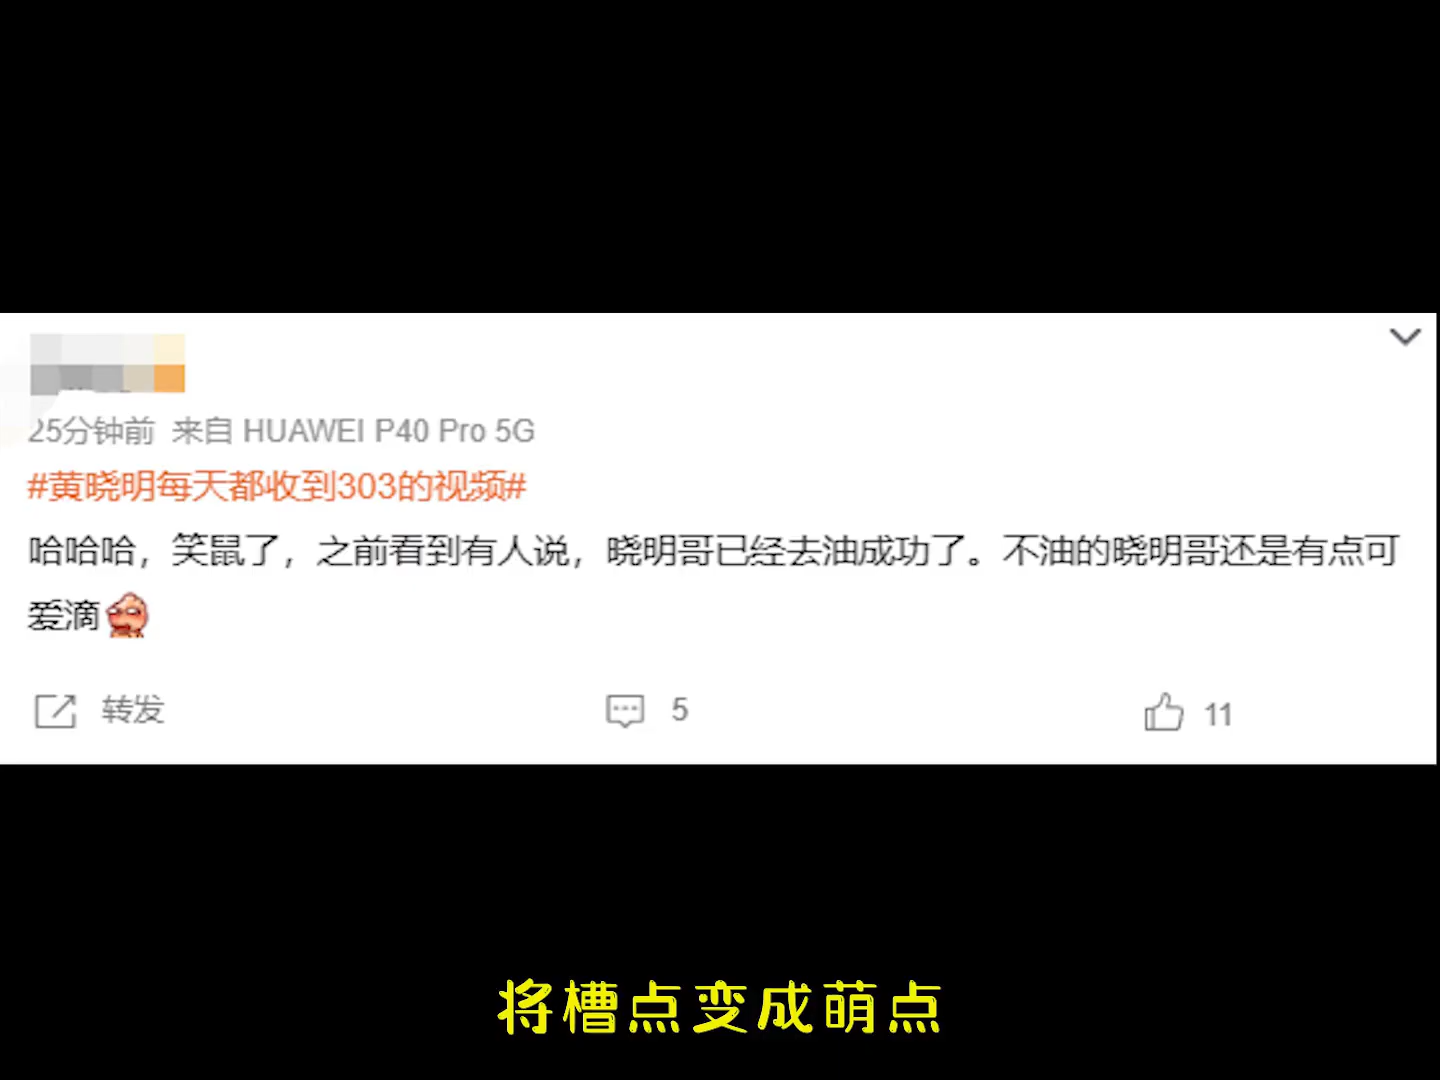 25分钟前 来自 HUAWEI P40 Pro 5G
#黄晓明每天都收到303的视频#
哈哈哈，笑鼠了，之前看到有人说，晓明哥已经去油成功了。不油的晓明哥还是有点可
爱滴
转发 5 11
将槽点变成萌点